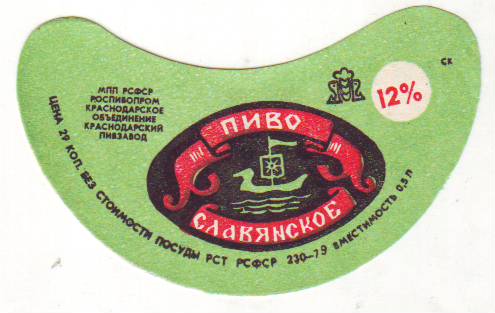 МПП РСФСР
РОСПИВОПРОМ
КРАСНОДАРСКОЕ
ОБЪЕДИНЕНИЕ
КРАСНОДАРСКИЙ
ПИВЗАВОД
СК
12%
ПИВО
СЛАВЯНСКОЕ
ЦЕНА 29 КОП. БЕЗ СТОИМОСТИ ПОСУДЫ РСТ РСФСР 230—79 ВМЕСТИМОСТЬ 0,5 Л